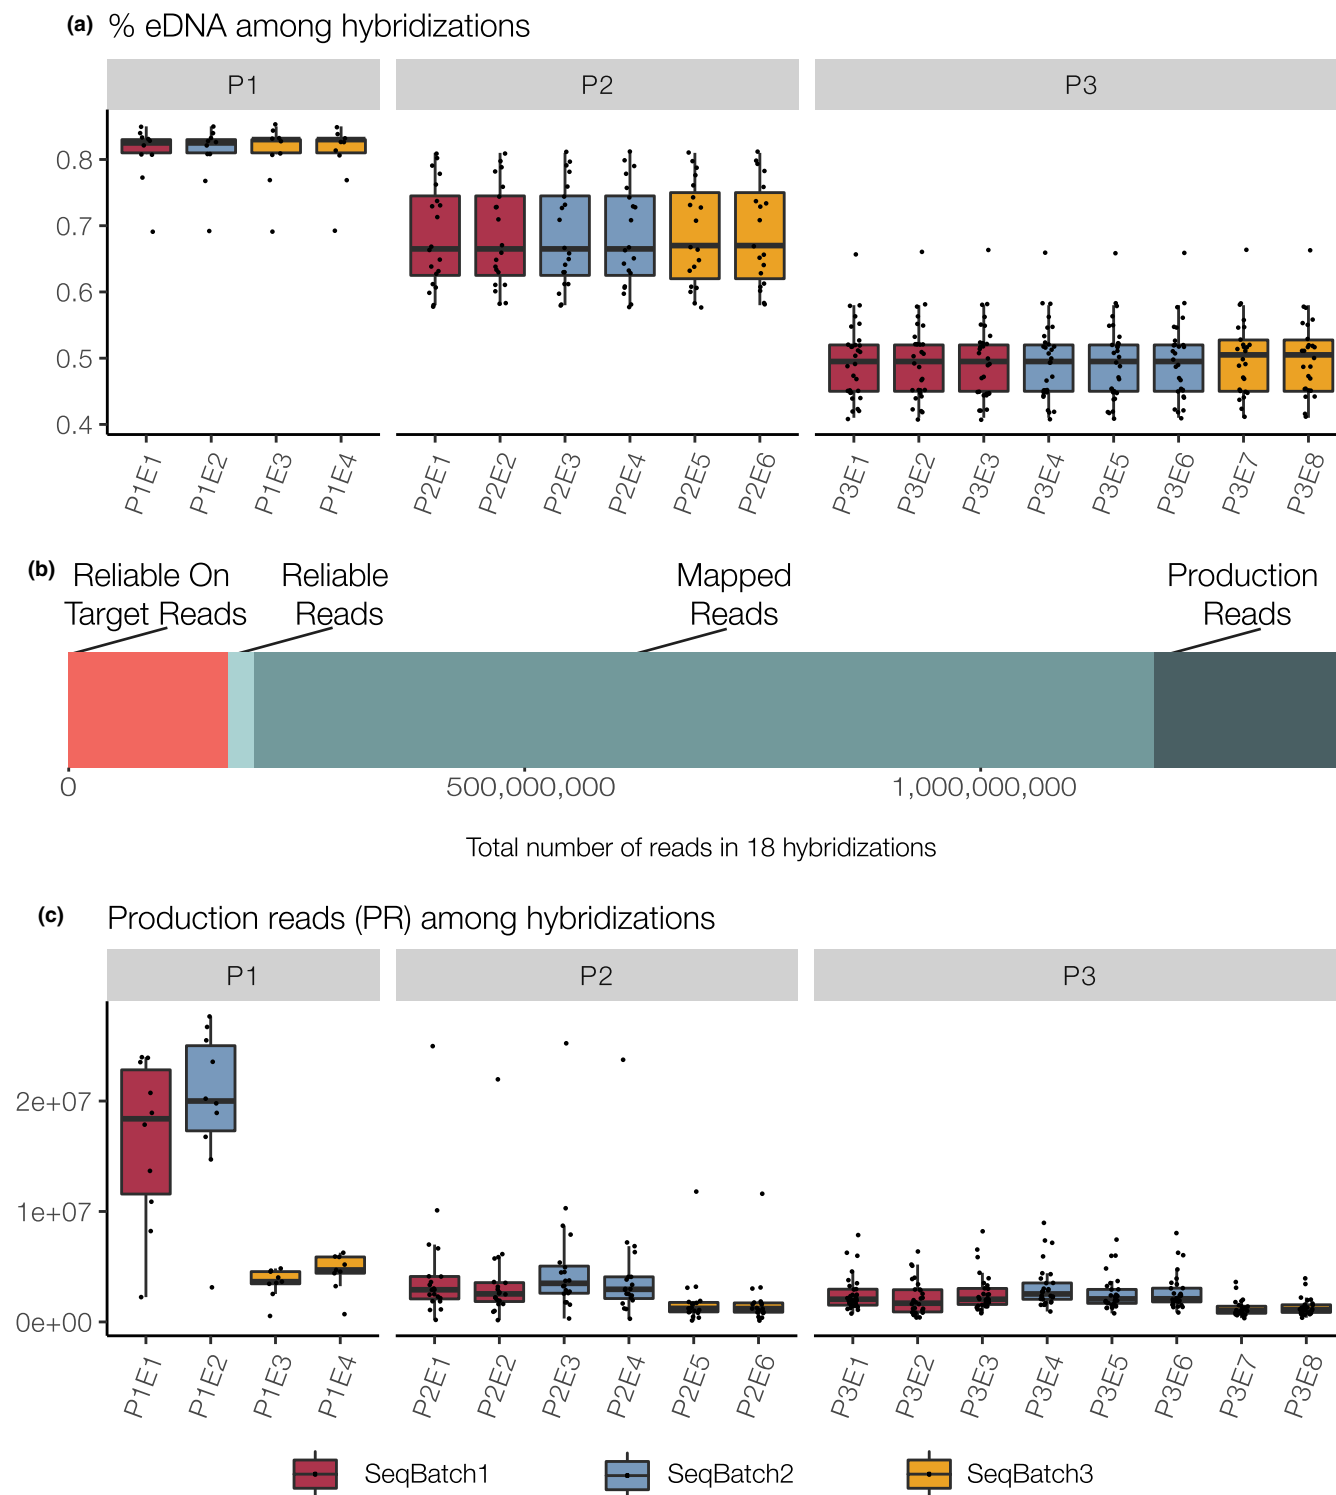 (a) % eDNA among hybridizations
P1 P2 P3
0.8
0.7
0.6
0.5
0.4
P1E1 P1E2 P1E3 P1E4 P2E1 P2E2 P2E3 P2E4 P2E5 P2E6 P3E1 P3E2 P3E3 P3E4 P3E5 P3E6 P3E7 P3E8
(b)
Reliable On Reliable Mapped Production
Target Reads Reads Reads Reads
0 500,000,000 1,000,000,000
Total number of reads in 18 hybridizations
(c) Production reads (PR) among hybridizations
P1 P2 P3
2e+07
1e+07
0e+00
P1E1 P1E2 P1E3 P1E4 P2E1 P2E2 P2E3 P2E4 P2E5 P2E6 P3E1 P3E2 P3E3 P3E4 P3E5 P3E6 P3E7 P3E8
SeqBatch1 SeqBatch2 SeqBatch3